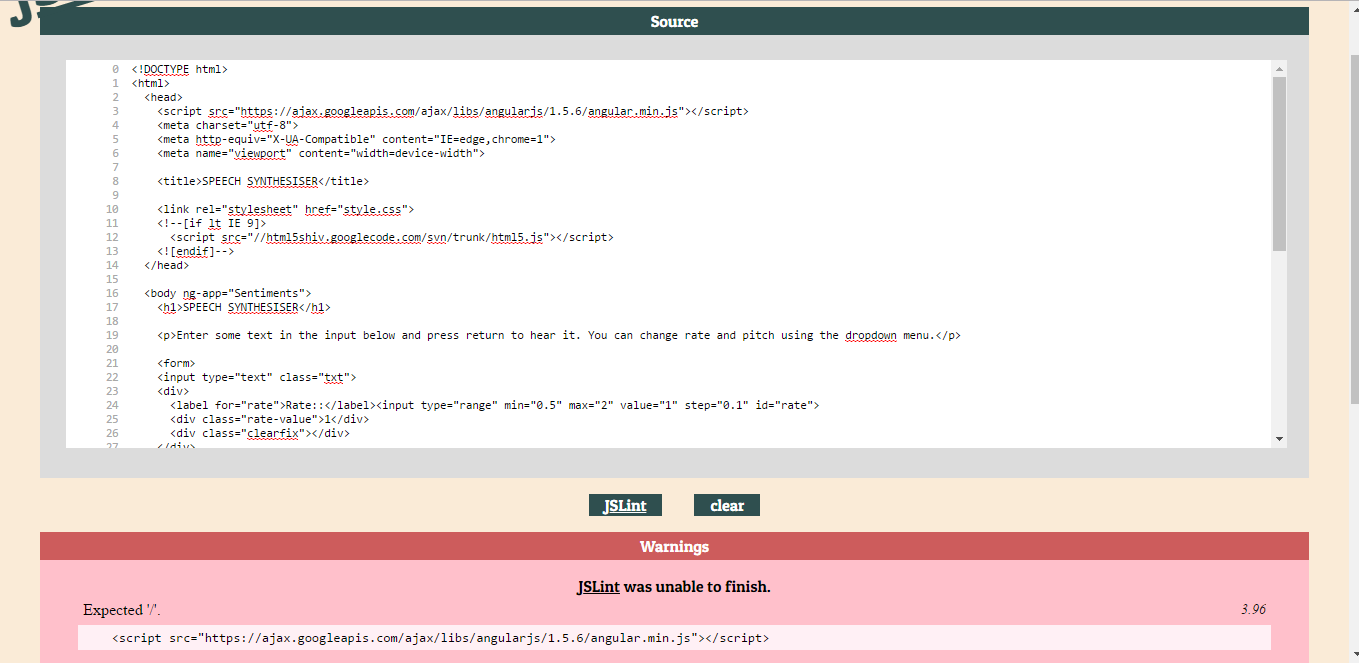 Source
0 <!DOCTYPE html>
1 <html>
2 <head>
3 <script src="https://ajax.googleapis.com/ajax/libs/angularjs/1.5.6/angular.min.js"></script>
4 <meta charset="utf-8">
5 <meta http-equiv="X-UA-Compatible" content="IE=edge,chrome=1">
6 <meta name="viewport" content="width=device-width">
7
8 <title>SPEECH SYNTHESISER</title>
9
10 <link rel="stylesheet" href="style.css">
11 <!--[if lt IE 9]>
12 <script src="//html5shiv.googlecode.com/svn/trunk/html5.js"></script>
13 <![endif]-->
14 </head>
15
16 <body ng-app="Sentiments">
17 <h1>SPEECH SYNTHESISER</h1>
18
19 <p>Enter some text in the input below and press return to hear it. You can change rate and pitch using the dropdown menu.</p>
20
21 <form>
22 <input type="text" class="txt">
23 <div>
24 <label for="rate">Rate::</label><input type="range" min="0.5" max="2" value="1" step="0.1" id="rate">
25 <div class="rate-value">1</div>
26 <div class="clearfix"></div>
27 </div>
JSLint clear
Warnings
JSLint was unable to finish.
Expected '/'. 3.96
<script src="https://ajax.googleapis.com/ajax/libs/angularjs/1.5.6/angular.min.js"></script>